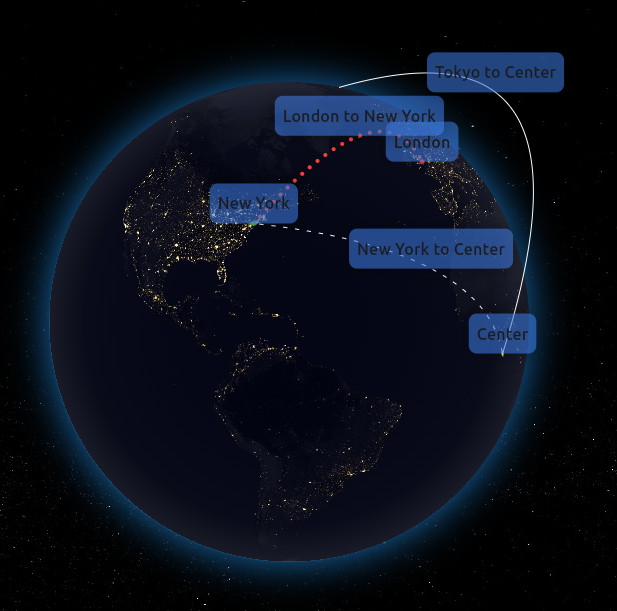 Tokyo to Center
London to New York
London
New York
New York to Center
Center